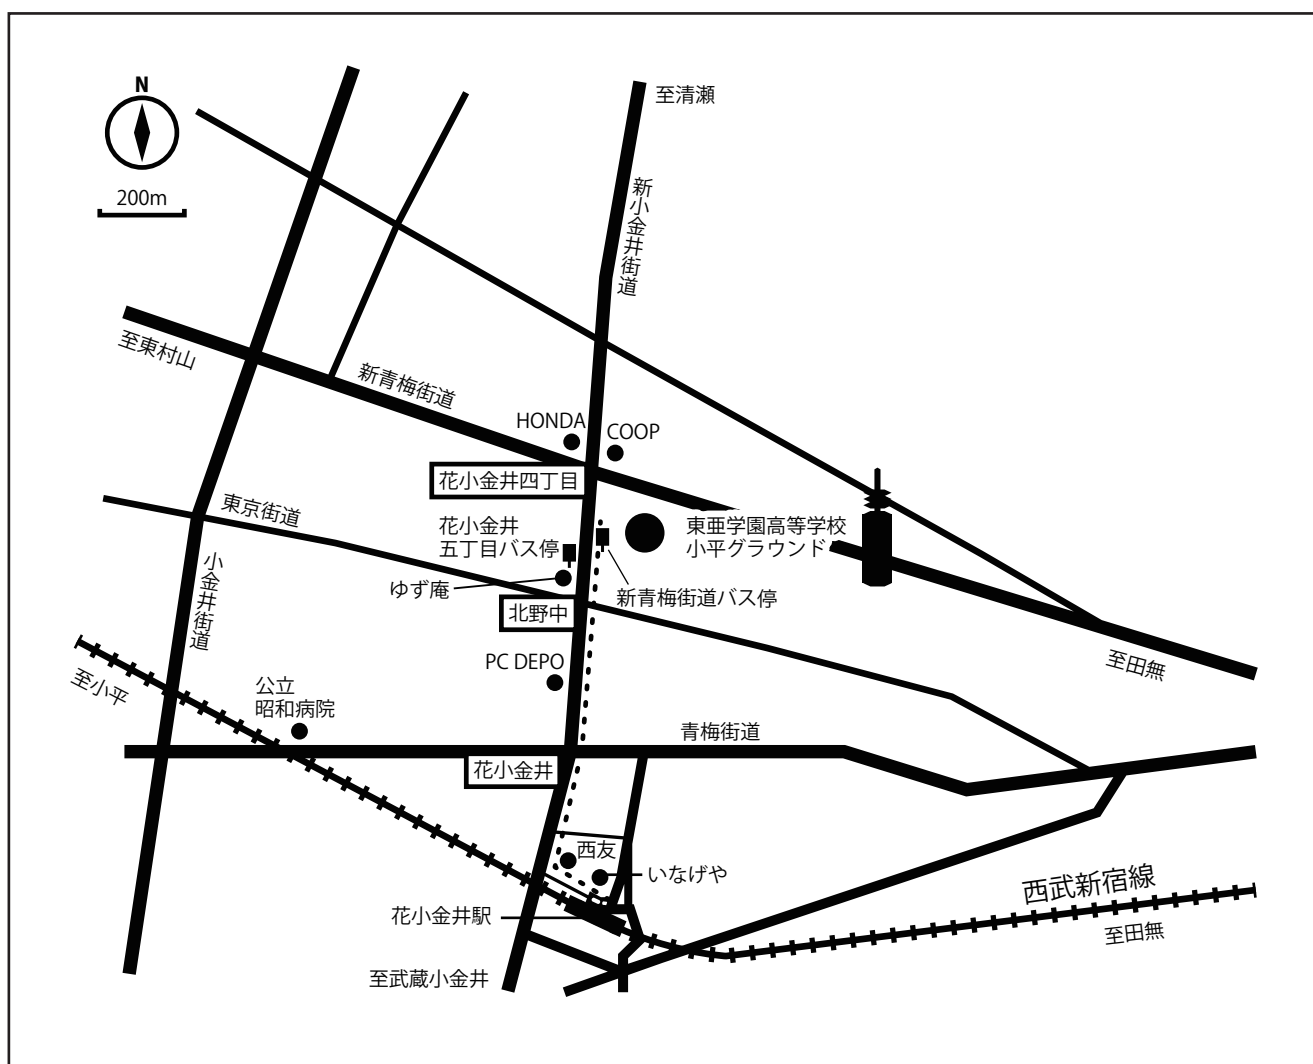 N
200m
至清瀬
新小金井街道
至東村山
新青梅街道
HONDA
COOP
花小金井四丁目
東京街道
花小金井
五丁目バス停
東亜学園高等学校
小平グラウンド
ゆず庵
新青梅街道バス停
小金井街道
北野中
至田無
PC DEPO
至小平
公立
昭和病院
青梅街道
花小金井
西友
いなげや
西武新宿線
花小金井駅
至田無
至武蔵小金井